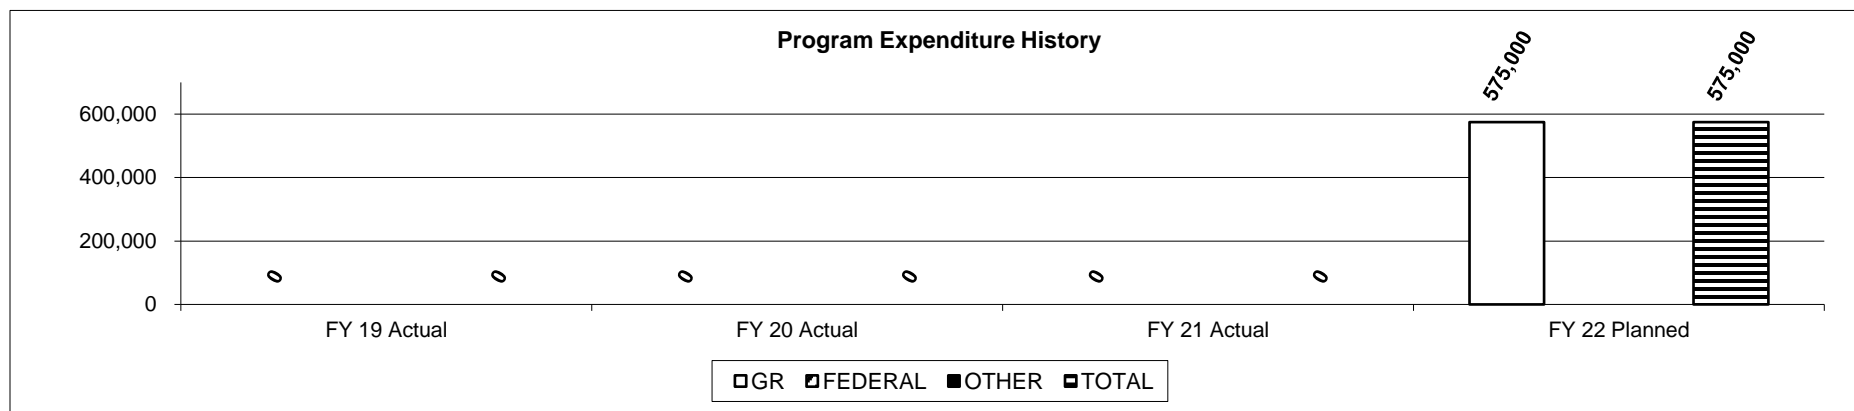 Program Expenditure History
575,000 575,000
600,000
400,000
200,000
0 0 0 0 0 0
0
FY 19 Actual FY 20 Actual FY 21 Actual FY 22 Planned
GR FEDERAL OTHER TOTAL